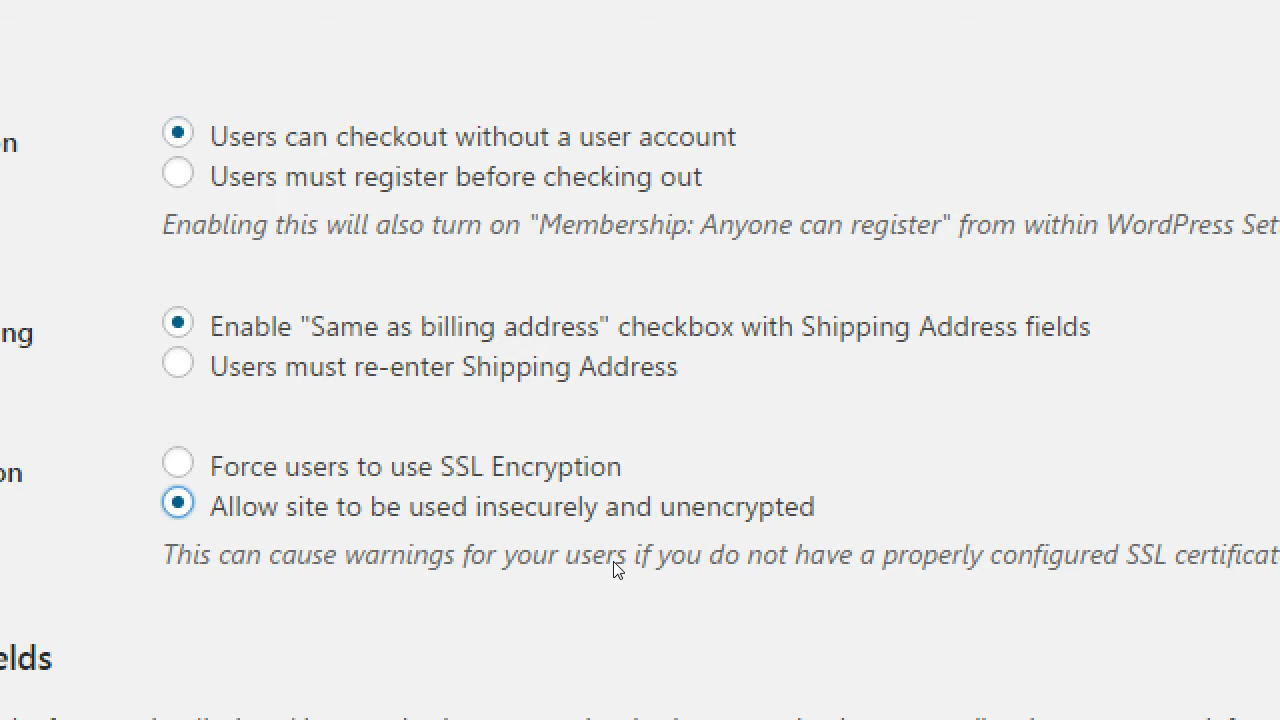 on
Users can checkout without a user account
Users must register before checking out
Enabling this will also turn on "Membership: Anyone can register" from within WordPress Set
ing
Enable "Same as billing address" checkbox with Shipping Address fields
Users must re-enter Shipping Address
on
Force users to use SSL Encryption
Allow site to be used insecurely and unencrypted
This can cause warnings for your users if you do not have a properly configured SSL certificat
elds